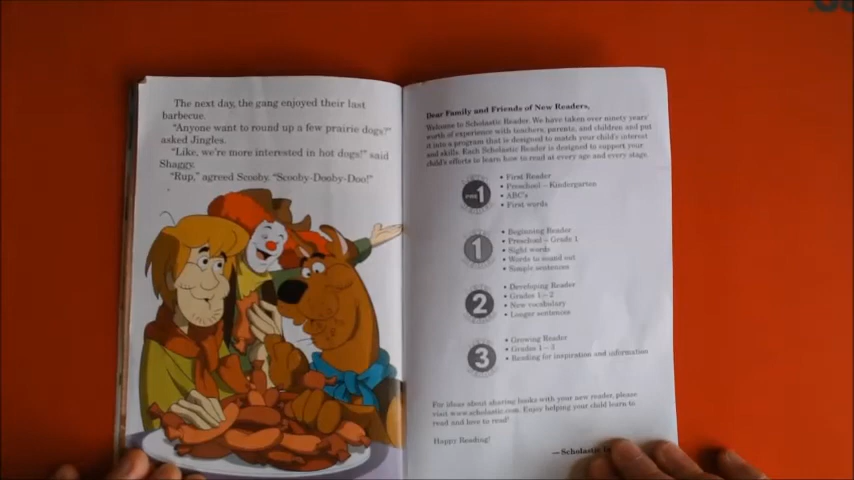 The next day, the gang enjoyed their last
barbecue.
"Anyone want to round up a few prairie dogs?"
asked Jingles.
"Like, we're more interested in hot dogs!" said
Shaggy.
"Rup," agreed Scooby. "Scooby-Dooby-Doo!"
Dear Family and Friends of New Readers,
Welcome to Scholastic Reader. We have taken over ninety years'
worth of experience with teachers, parents, and children and put
it into a program that is designed to match your child's interest
and skills. Each Scholastic Reader is designed to support your
child's efforts to learn how to read at every age and every stage.
PRE 1
• First Reader
• Preschool – Kindergarten
• ABC's
• First words
1
• Beginning Reader
• Preschool – Grade 1
• Sight words
• Words to sound out
• Simple sentences
2
• Developing Reader
• Grades 1 – 2
• New vocabulary
• Longer sentences
3
• Growing Reader
• Grades 1 – 3
• Reading for inspiration and information
For ideas about sharing books with your new reader, please
visit www.scholastic.com. Enjoy helping your child learn to
read and love to read!
Happy Reading!
— Scholastic